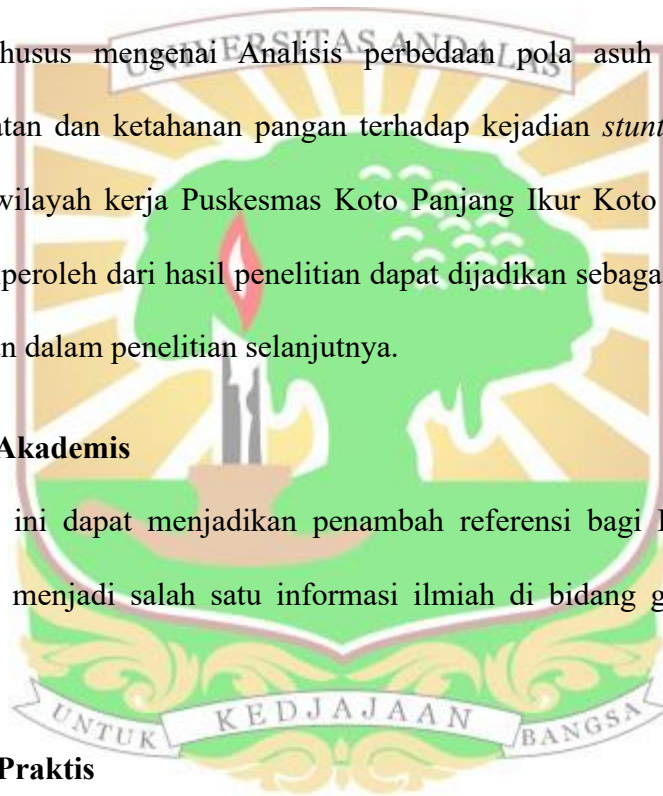 UNIVERSITAS ANDALAS
husus mengenai Analisis perbedaan pola asuh
atan dan ketahanan pangan terhadap kejadian stunt
wilayah kerja Puskesmas Koto Panjang Ikur Koto
peroleh dari hasil penelitian dapat dijadikan sebaga
n dalam penelitian selanjutnya.
Akademis
ini dapat menjadikan penambah referensi bagi
menjadi salah satu informasi ilmiah di bidang g
UNTUK KEDJAJAAN BANGSA
Praktis